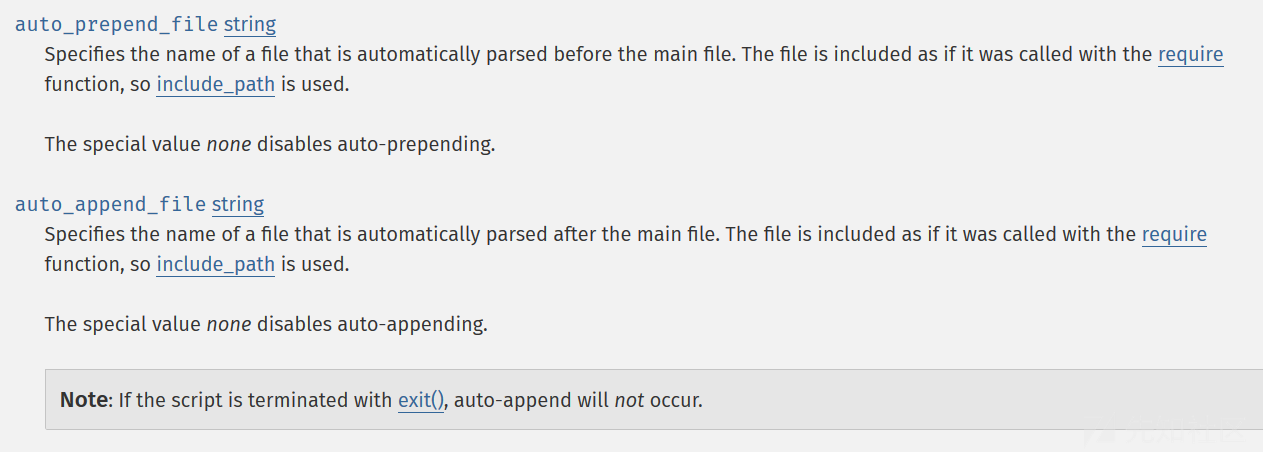 auto_prepend_file string
Specifies the name of a file that is automatically parsed before the main file. The file is included as if it was called with the require
function, so include_path is used.
The special value none disables auto-prepending.
auto_append_file string
Specifies the name of a file that is automatically parsed after the main file. The file is included as if it was called with the require
function, so include_path is used.
The special value none disables auto-appending.
Note: If the script is terminated with exit(), auto-append will not occur.